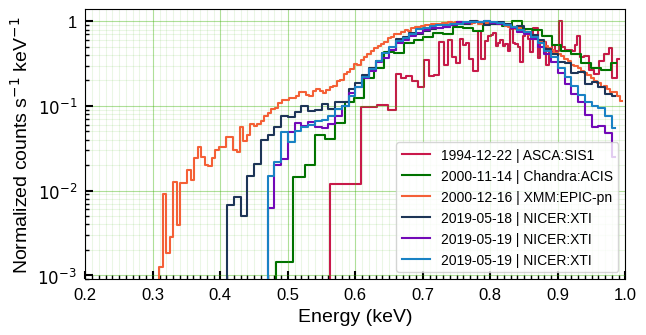 Normalized counts s⁻¹ keV⁻¹
1
10⁻¹
10⁻²
10⁻³
1994-12-22 | ASCA:SIS1
2000-11-14 | Chandra:ACIS
2000-12-16 | XMM:EPIC-pn
2019-05-18 | NICER:XTI
2019-05-19 | NICER:XTI
2019-05-19 | NICER:XTI
0.2 0.3 0.4 0.5 0.6 0.7 0.8 0.9 1.0
Energy (keV)